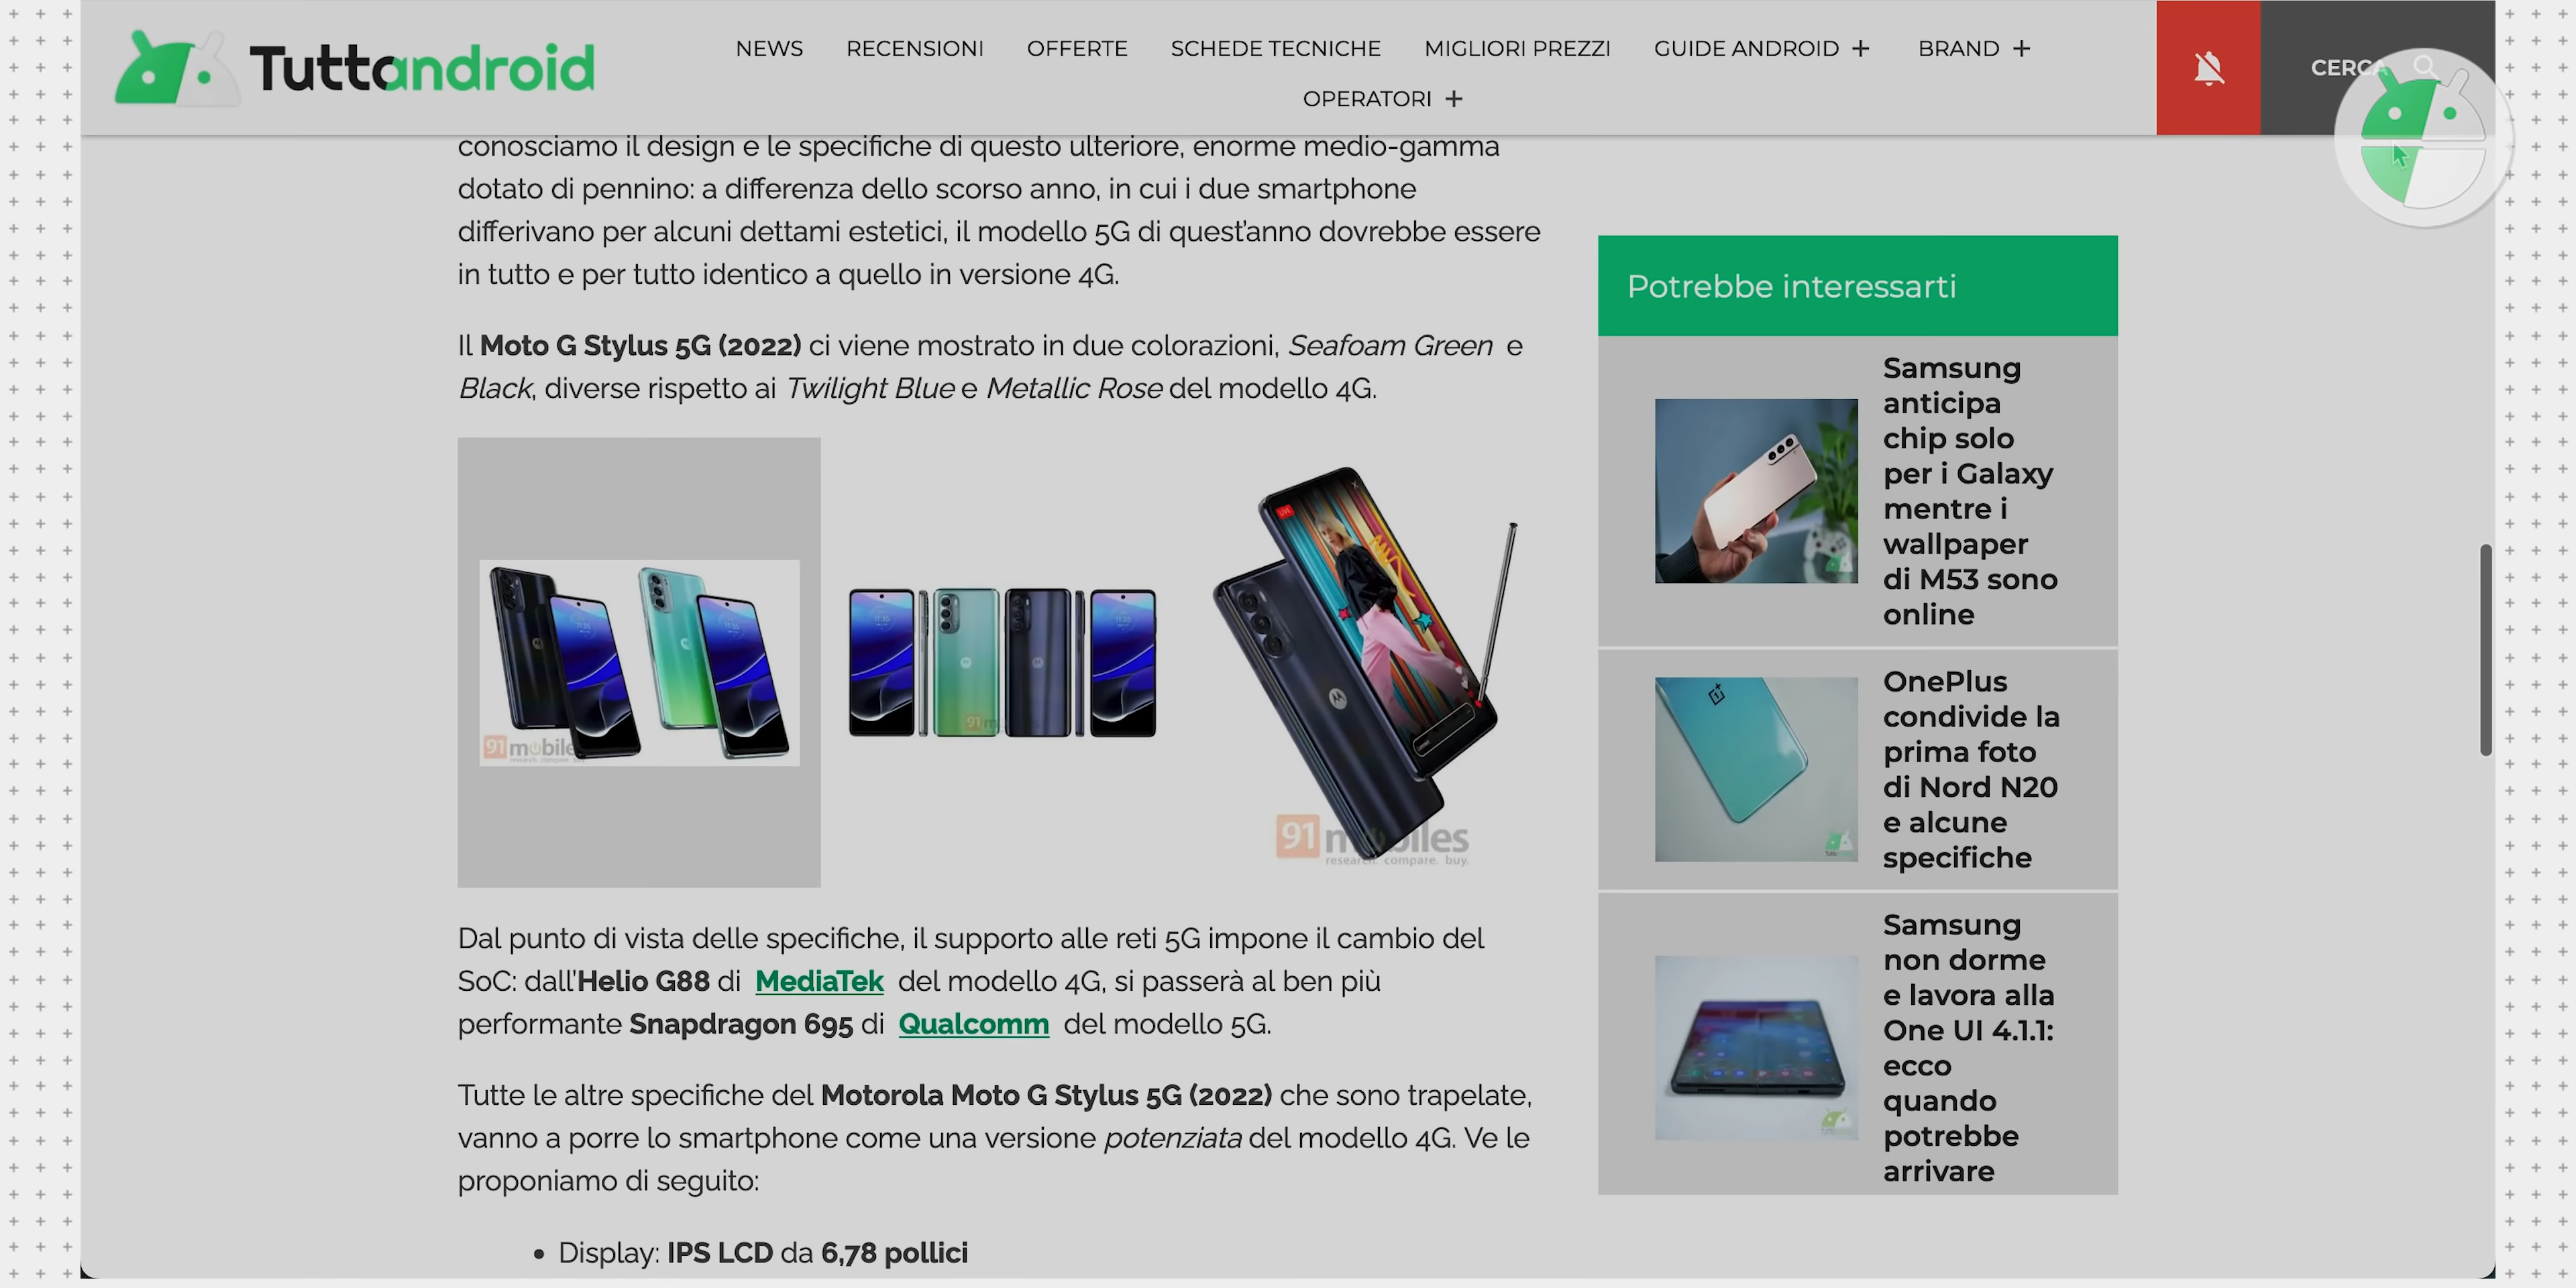 Tuttoandroid
NEWS
RECENSIONI
OFFERTE
SCHEDE TECNICHE
MIGLIORI PREZZI
GUIDE ANDROID +
BRAND +
OPERATORI +
CERCA
conosciamo il design e le specifiche di questo ulteriore, enorme medio-gamma
dotato di pennino: a differenza dello scorso anno, in cui i due smartphone
differivano per alcuni dettami estetici, il modello 5G di quest'anno dovrebbe essere
in tutto e per tutto identico a quello in versione 4G.
Il Moto G Stylus 5G (2022) ci viene mostrato in due colorazioni, Seafoam Green e
Black, diverse rispetto ai Twilight Blue e Metallic Rose del modello 4G.
91mobile
91m
LIVE
91mobiles
research. compare. buy.
Dal punto di vista delle specifiche, il supporto alle reti 5G impone il cambio del
SoC: dall'Helio G88 di MediaTek del modello 4G, si passerà al ben più
performante Snapdragon 695 di Qualcomm del modello 5G.
Tutte le altre specifiche del Motorola Moto G Stylus 5G (2022) che sono trapelate,
vanno a porre lo smartphone come una versione potenziata del modello 4G. Ve le
proponiamo di seguito:
• Display: IPS LCD da 6,78 pollici
Potrebbe interessarti
Samsung
anticipa
chip solo
per i Galaxy
mentre i
wallpaper
di M53 sono
online
OnePlus
condivide la
prima foto
di Nord N20
e alcune
specifiche
Samsung
non dorme
e lavora alla
One UI 4.1.1:
ecco
quando
potrebbe
arrivare